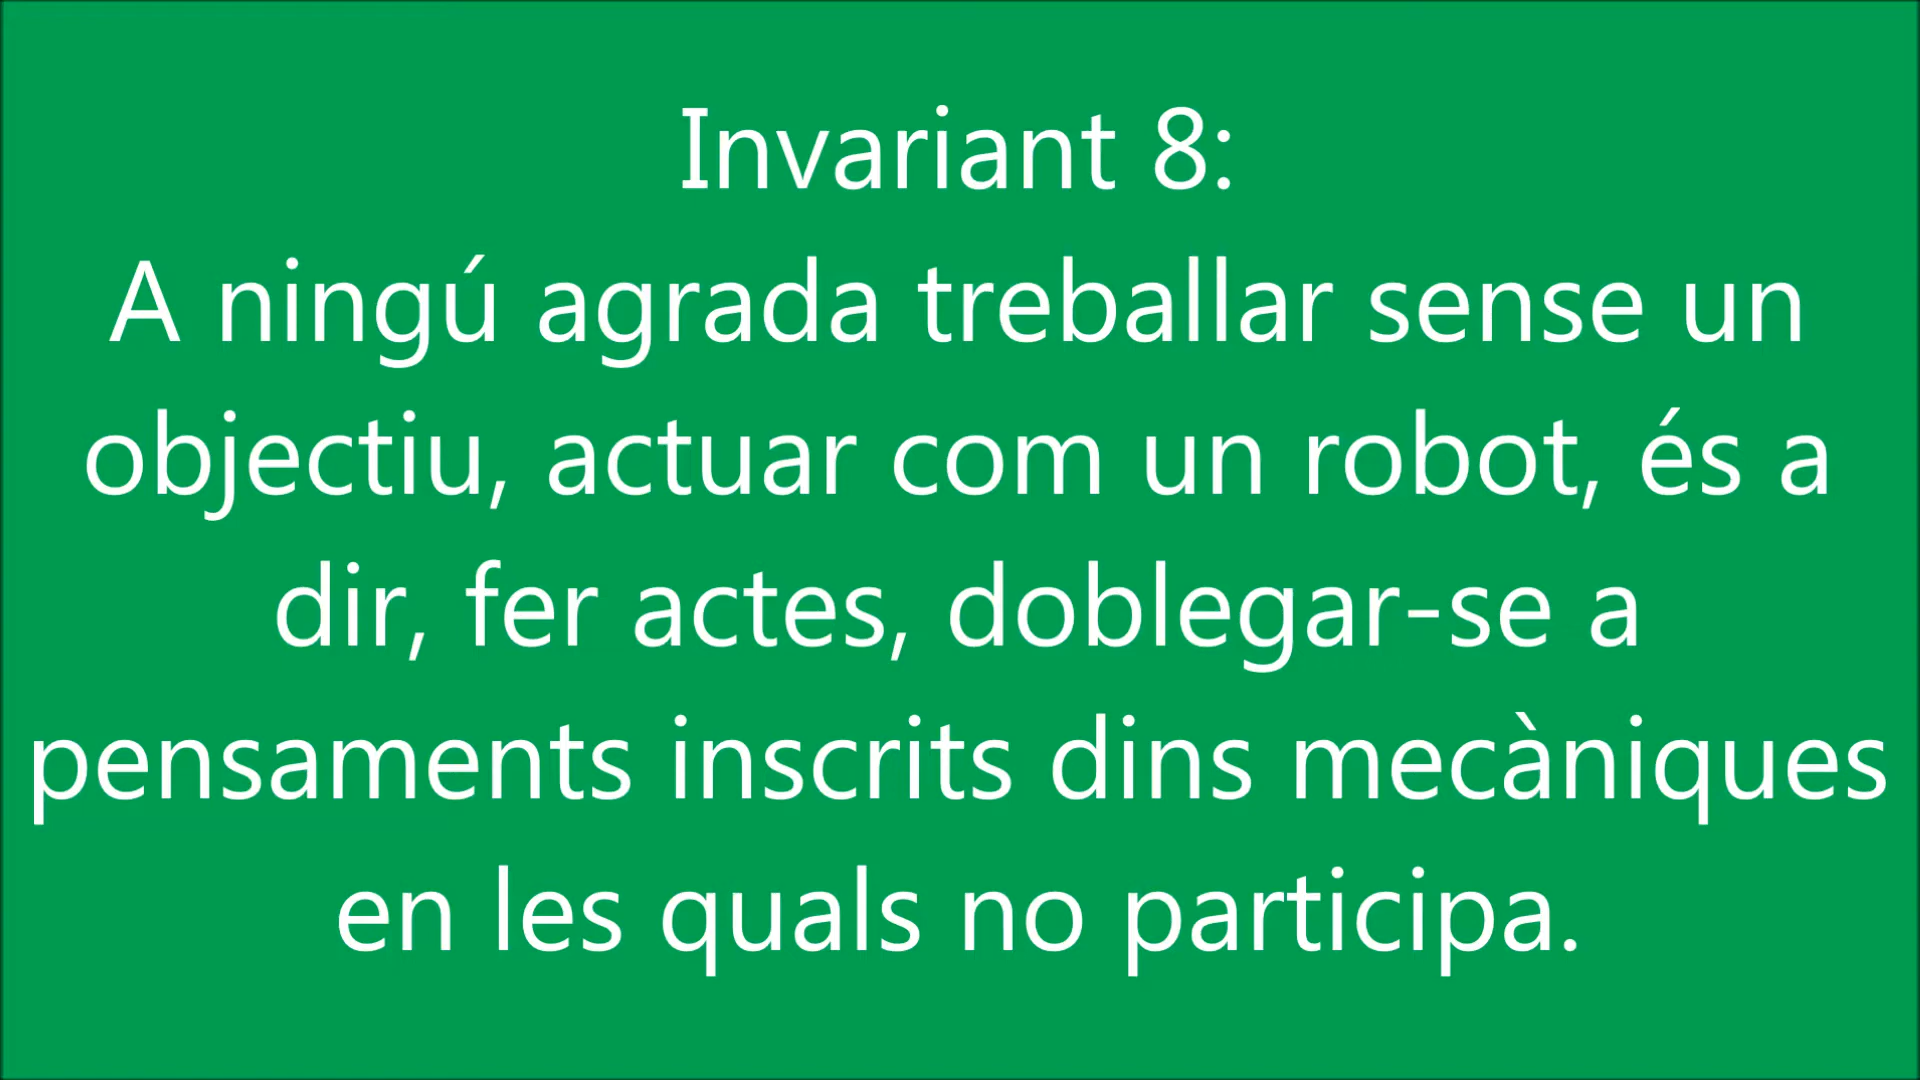 Invariant 8:
A ningú agrada treballar sense un
objectiu, actuar com un robot, és a
dir, fer actes, doblegar-se a
pensaments inscrits dins mecàniques
en les quals no participa.